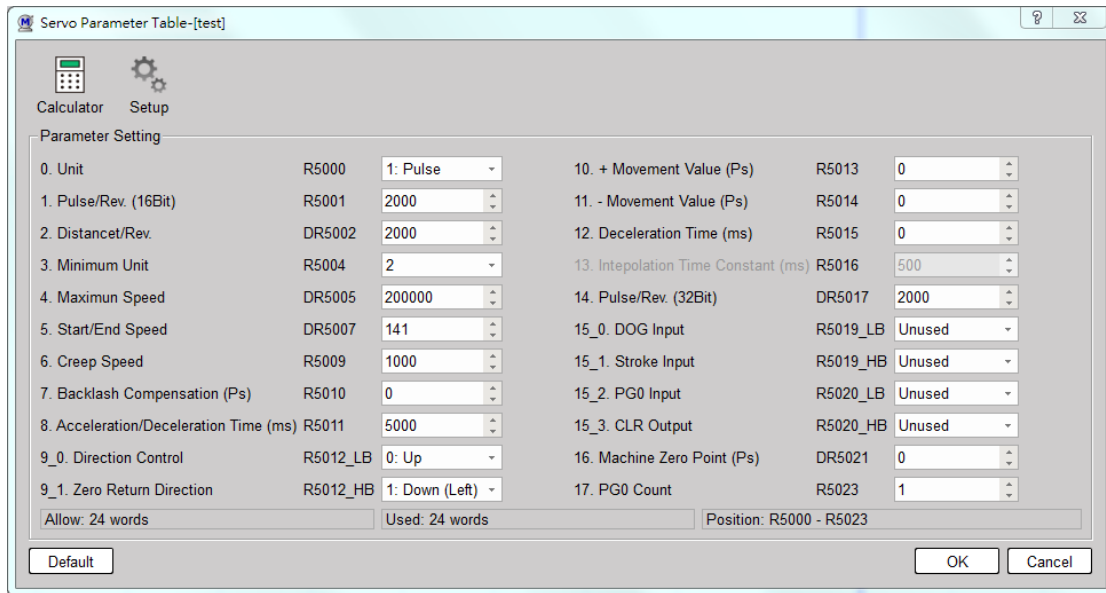 Servo Parameter Table-[test]
Calculator Setup
Parameter Setting
0. Unit R5000 1: Pulse
1. Pulse/Rev. (16Bit) R5001 2000
2. Distancet/Rev. DR5002 2000
3. Minimum Unit R5004 2
4. Maximun Speed DR5005 200000
5. Start/End Speed DR5007 141
6. Creep Speed R5009 1000
7. Backlash Compensation (Ps) R5010 0
8. Acceleration/Deceleration Time (ms) R5011 5000
9_0. Direction Control R5012_LB 0: Up
9_1. Zero Return Direction R5012_HB 1: Down (Left)
10. + Movement Value (Ps) R5013 0
11. - Movement Value (Ps) R5014 0
12. Deceleration Time (ms) R5015 0
13. Intepolation Time Constant (ms) R5016 500
14. Pulse/Rev. (32Bit) DR5017 2000
15_0. DOG Input R5019_LB Unused
15_1. Stroke Input R5019_HB Unused
15_2. PG0 Input R5020_LB Unused
15_3. CLR Output R5020_HB Unused
16. Machine Zero Point (Ps) DR5021 0
17. PG0 Count R5023 1
Allow: 24 words Used: 24 words Position: R5000 - R5023
Default OK Cancel